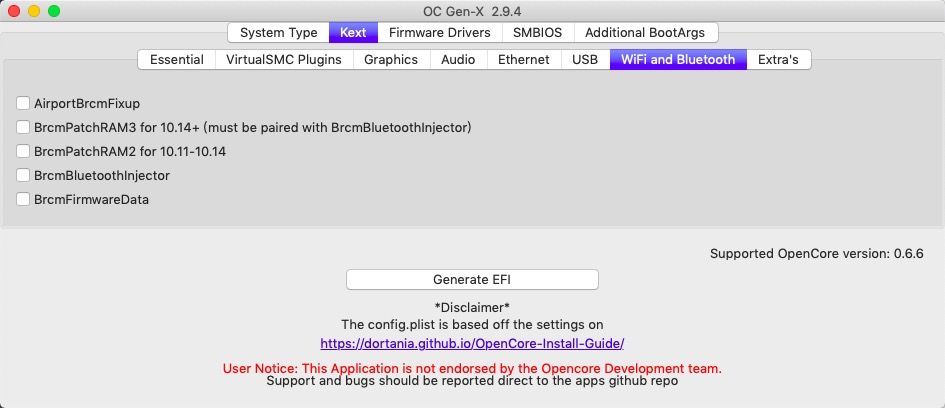 OC Gen-X 2.9.4
System Type Kext Firmware Drivers SMBIOS Additional BootArgs
Essential VirtualSMC Plugins Graphics Audio Ethernet USB WiFi and Bluetooth Extra's
AirportBrcmFixup
BrcmPatchRAM3 for 10.14+ (must be paired with BrcmBluetoothInjector)
BrcmPatchRAM2 for 10.11-10.14
BrcmBluetoothInjector
BrcmFirmwareData
Supported OpenCore version: 0.6.6
Generate EFI
*Disclaimer*
The config.plist is based off the settings on
https://dortania.github.io/OpenCore-Install-Guide/
User Notice: This Application is not endorsed by the Opencore Development team.
Support and bugs should be reported direct to the apps github repo